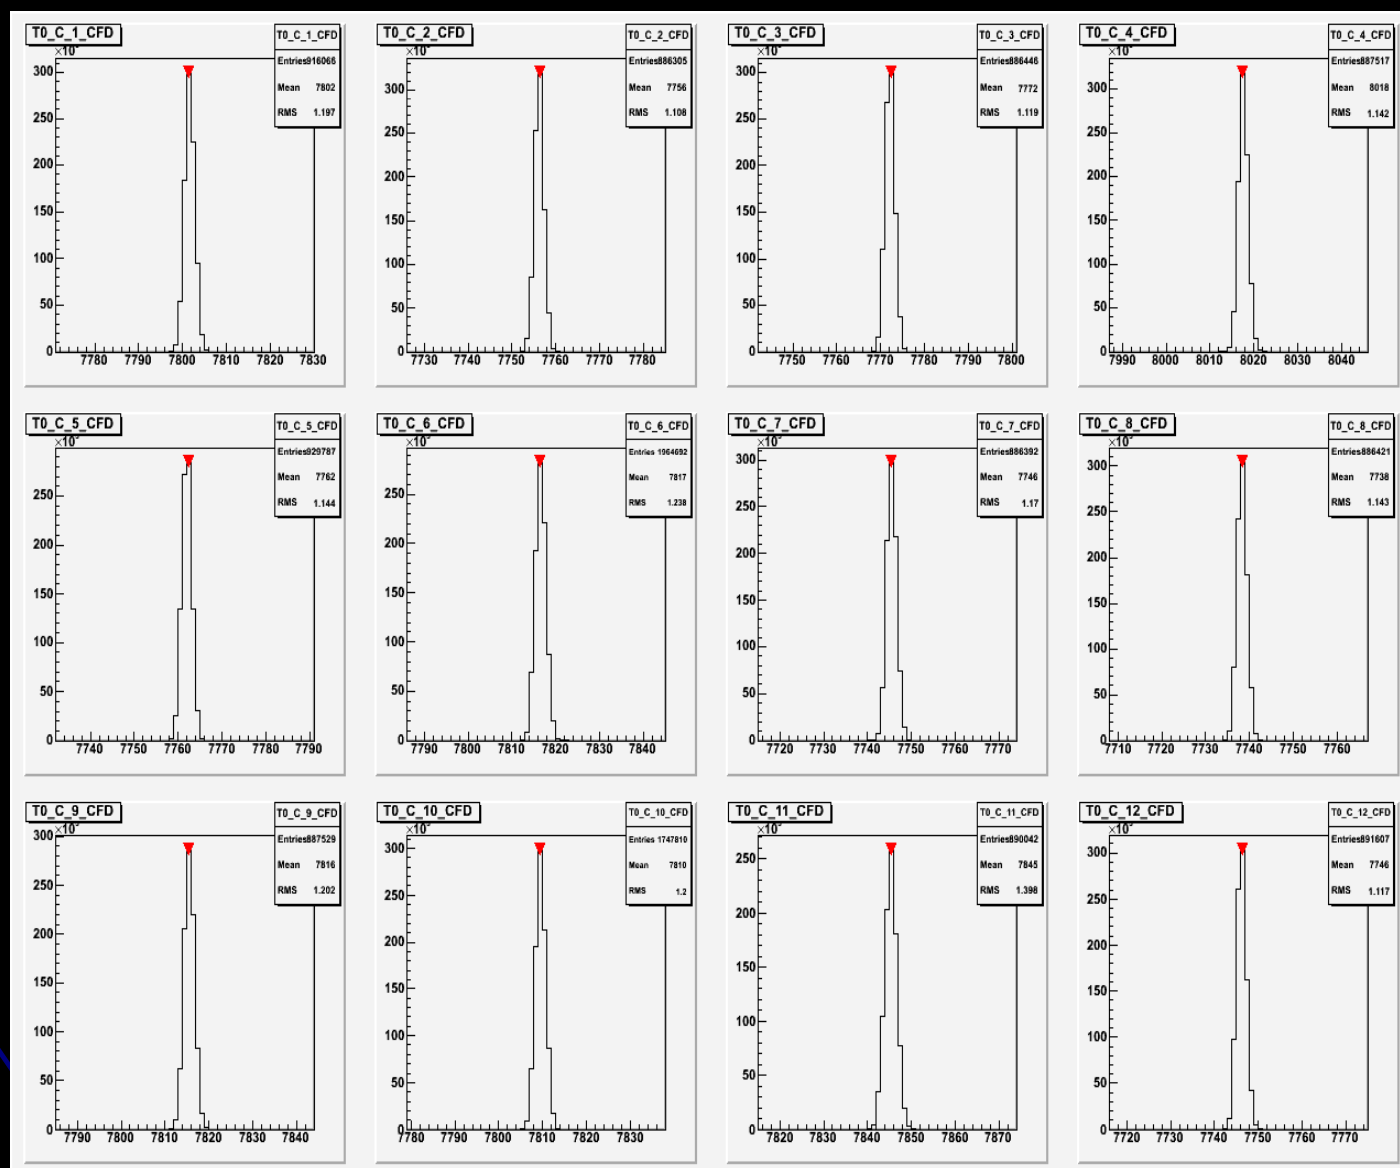 T0_C_1_CFD T0_C_2_CFD T0_C_3_CFD T0_C_4_CFD
×10³ ×10³ ×10³ ×10³
T0_C_1_CFD
Entries916066
Mean 7802
RMS 1.197
300
250
200
150
100
50
0
7780 7790 7800 7810 7820 7830
T0_C_2_CFD
Entries886305
Mean 7756
RMS 1.108
300
250
200
150
100
50
0
7730 7740 7750 7760 7770 7780
T0_C_3_CFD
Entries886446
Mean 7772
RMS 1.119
300
250
200
150
100
50
0
7750 7760 7770 7780 7790 7800
T0_C_4_CFD
Entries887517
Mean 8018
RMS 1.142
300
250
200
150
100
50
0
7990 8000 8010 8020 8030 8040
T0_C_5_CFD T0_C_6_CFD T0_C_7_CFD T0_C_8_CFD
×10³ ×10³ ×10³ ×10³
T0_C_5_CFD
Entries929787
Mean 7762
RMS 1.144
250
200
150
100
50
0
7740 7750 7760 7770 7780 7790
T0_C_6_CFD
Entries 1964692
Mean 7817
RMS 1.238
250
200
150
100
50
0
7790 7800 7810 7820 7830 7840
T0_C_7_CFD
Entries886392
Mean 7746
RMS 1.17
300
250
200
150
100
50
0
7720 7730 7740 7750 7760 7770
T0_C_8_CFD
Entries886421
Mean 7738
RMS 1.143
300
250
200
150
100
50
0
7710 7720 7730 7740 7750 7760
T0_C_9_CFD T0_C_10_CFD T0_C_11_CFD T0_C_12_CFD
×10³ ×10³ ×10³ ×10³
T0_C_9_CFD
Entries887529
Mean 7816
RMS 1.202
300
250
200
150
100
50
0
7790 7800 7810 7820 7830 7840
T0_C_10_CFD
Entries 1747810
Mean 7810
RMS 1.2
300
250
200
150
100
50
0
7780 7790 7800 7810 7820 7830
T0_C_11_CFD
Entries890042
Mean 7845
RMS 1.398
250
200
150
100
50
0
7820 7830 7840 7850 7860 7870
T0_C_12_CFD
Entries891607
Mean 7746
RMS 1.117
300
250
200
150
100
50
0
7720 7730 7740 7750 7760 7770